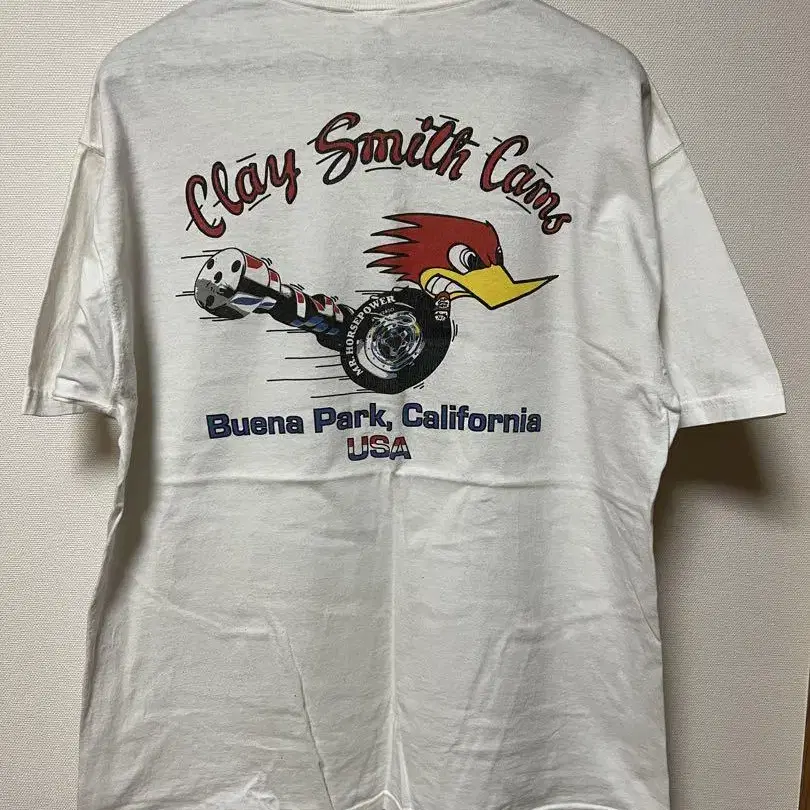 Clay Smith Cams
MR. HORSEPOWER
Buena Park, California
USA